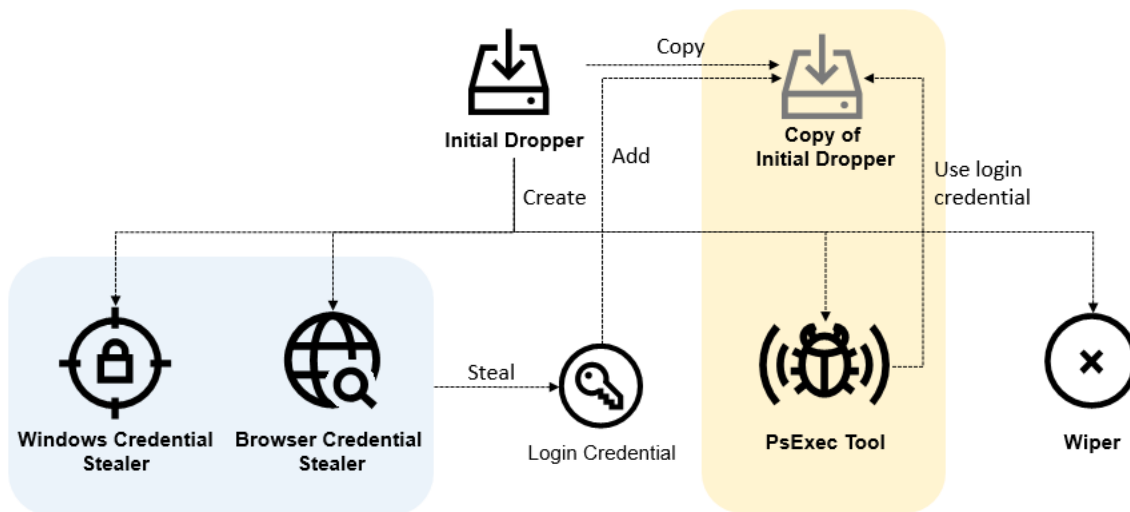 Copy
Initial Dropper
Copy of
Initial Dropper
Add
Use login
credential
Create
Steal
Windows Credential
Stealer
Browser Credential
Stealer
Login Credential
PsExec Tool
Wiper